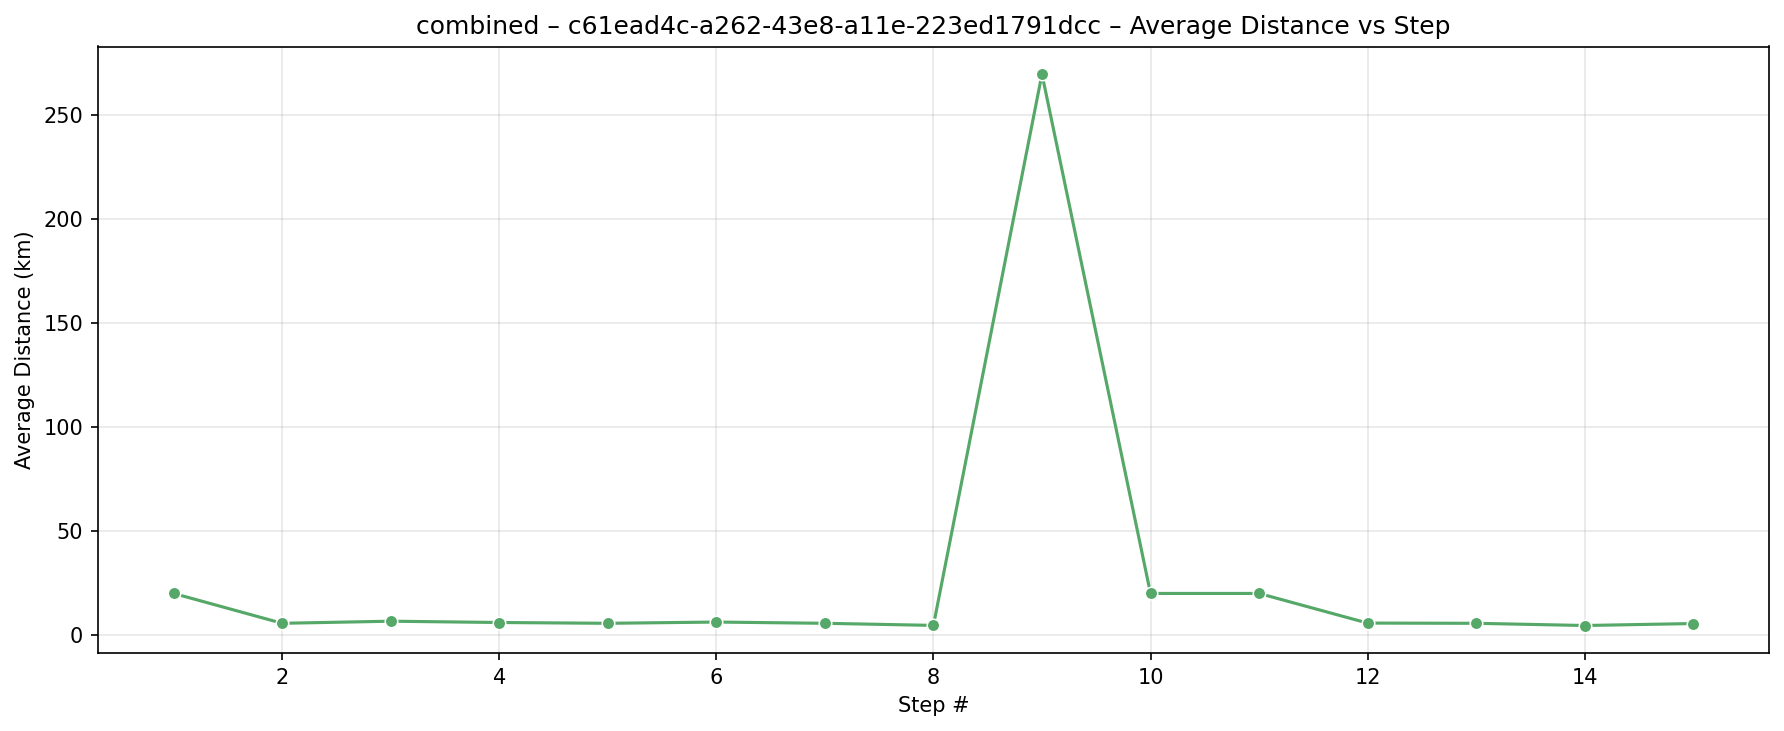 combined – c61ead4c-a262-43e8-a11e-223ed1791dcc – Average Distance vs Step
Average Distance (km)
250
200
150
100
50
0
2 4 6 8 10 12 14
Step #